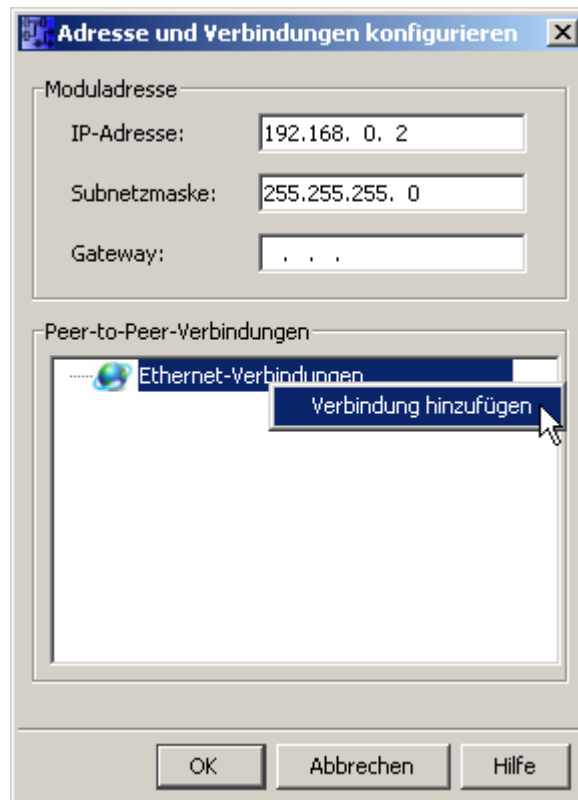 Adresse und Verbindungen konfigurieren
Moduladresse
IP-Adresse: 192.168. 0. 2
Subnetzmaske: 255.255.255. 0
Gateway: . . .
Peer-to-Peer-Verbindungen
Ethernet-Verbindungen
Verbindung hinzufügen
OK Abbrechen Hilfe